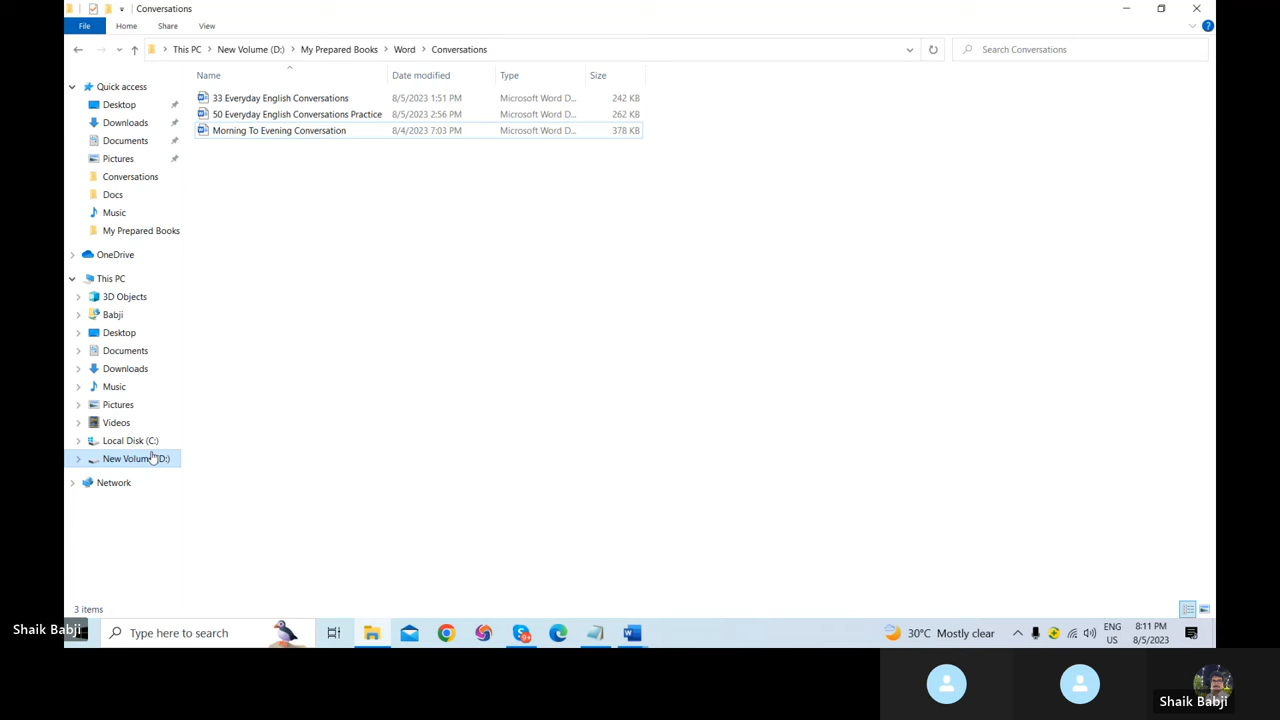 Conversations
File Home Share View
This PC New Volume (D:) My Prepared Books Word Conversations
Search Conversations
Name Date modified Type Size
33 Everyday English Conversations 8/5/2023 1:51 PM Microsoft Word D... 242 KB
50 Everyday English Conversations Practice 8/5/2023 2:56 PM Microsoft Word D... 262 KB
Morning To Evening Conversation 8/4/2023 7:03 PM Microsoft Word D... 378 KB
Quick access
Desktop
Downloads
Documents
Pictures
Conversations
Docs
Music
My Prepared Books
OneDrive
This PC
3D Objects
Babji
Desktop
Documents
Downloads
Music
Pictures
Videos
Local Disk (C:)
New Volume (D:)
Network
3 items
Shaik Babji
Type here to search
30°C Mostly clear
ENG
US
8:11 PM
8/5/2023
Shaik Babji